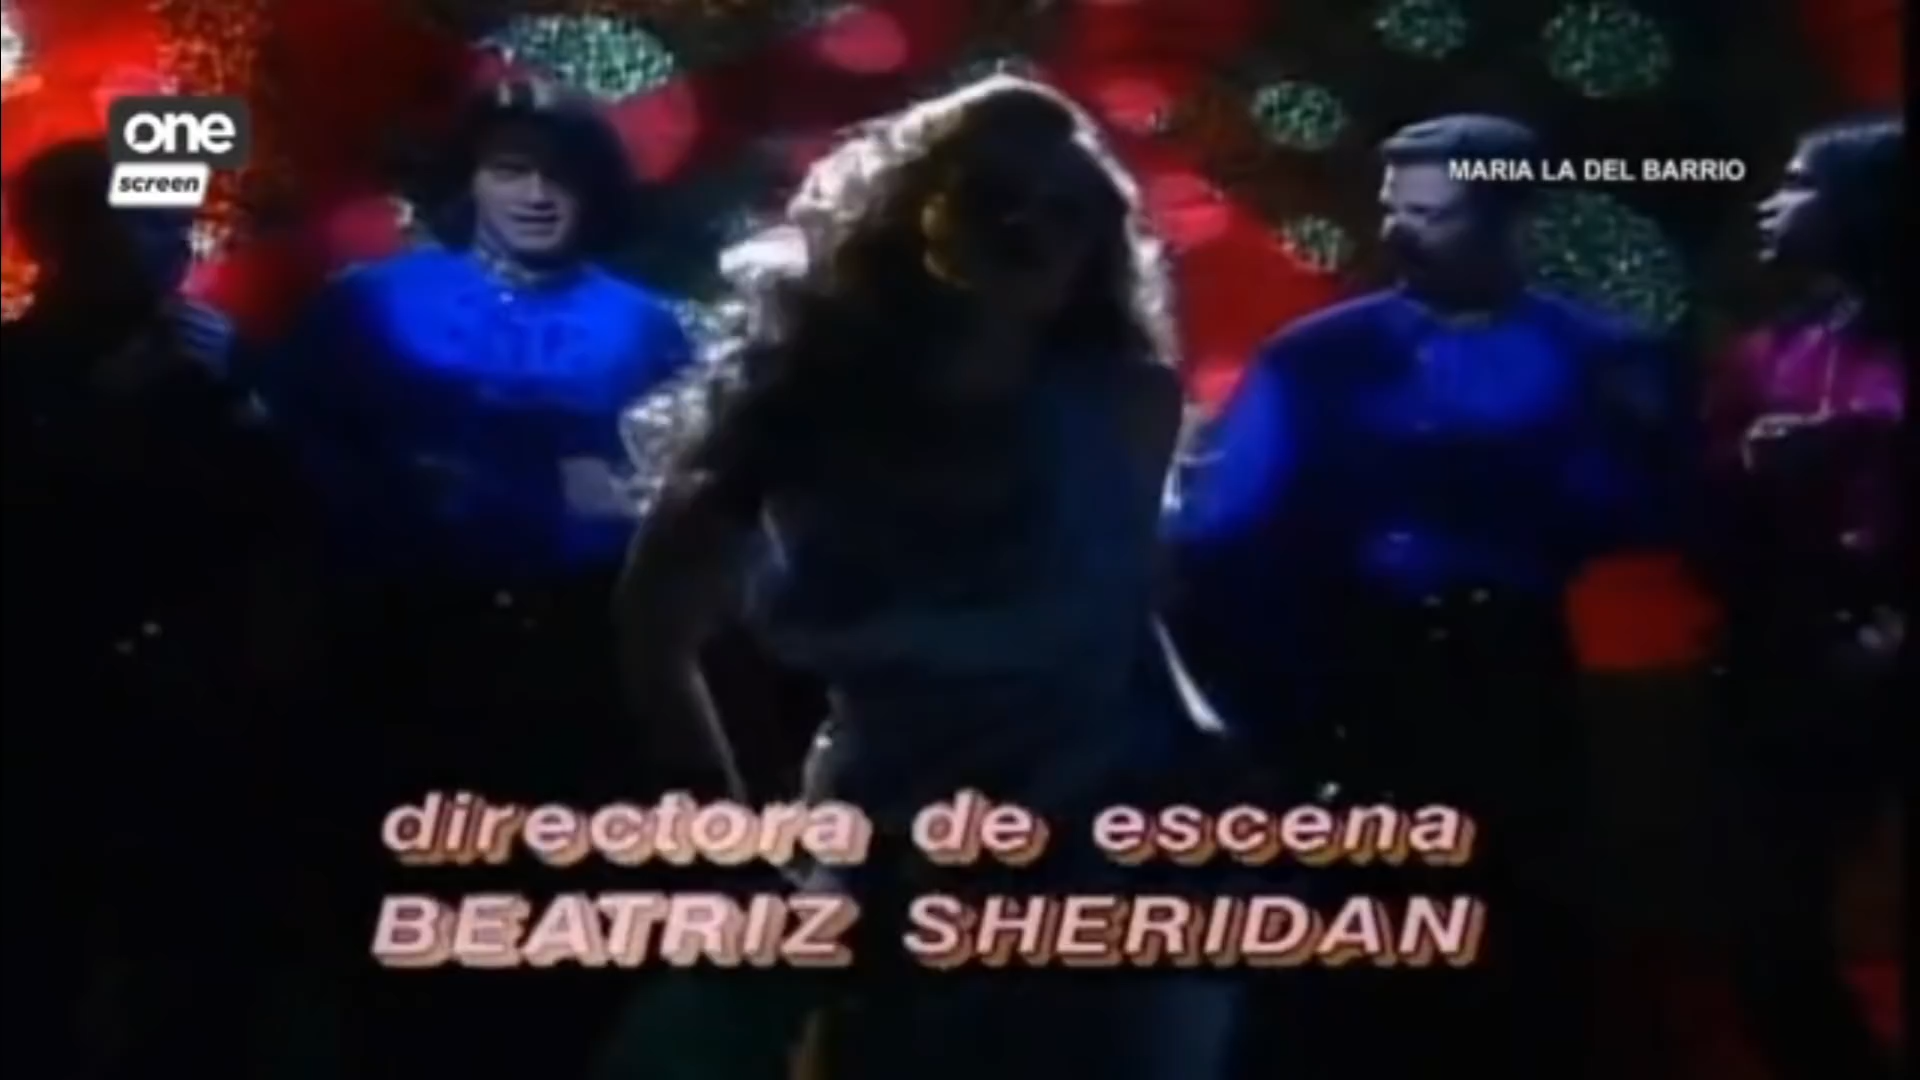 one
screen
MARIA LA DEL BARRIO
directora de escena
BEATRIZ SHERIDAN